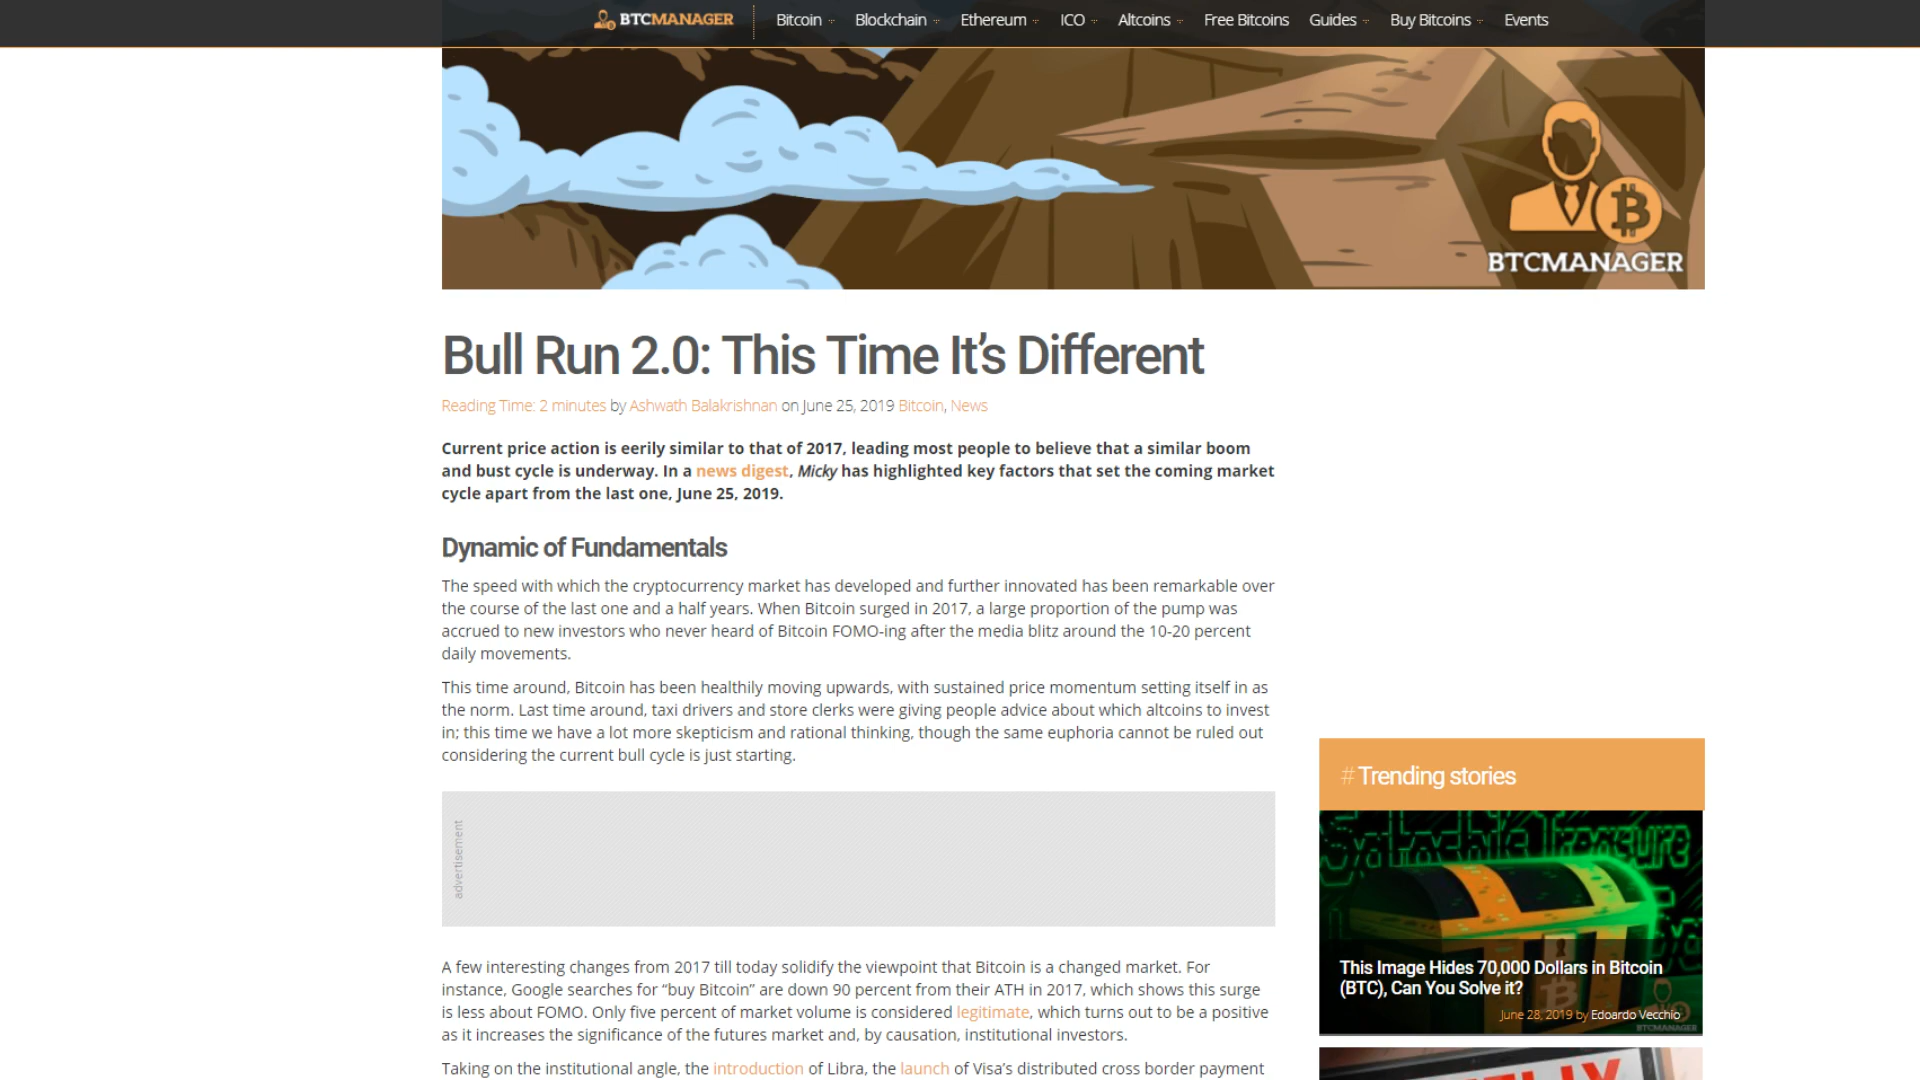 BTCMANAGER
Bitcoin Blockchain Ethereum ICO Altcoins Free Bitcoins Guides Buy Bitcoins Events
BTCMANAGER
Bull Run 2.0: This Time It’s Different
Reading Time: 2 minutes by Ashwath Balakrishnan on June 25, 2019 Bitcoin, News
Current price action is eerily similar to that of 2017, leading most people to believe that a similar boom
and bust cycle is underway. In a news digest, Micky has highlighted key factors that set the coming market
cycle apart from the last one, June 25, 2019.
Dynamic of Fundamentals
The speed with which the cryptocurrency market has developed and further innovated has been remarkable over
the course of the last one and a half years. When Bitcoin surged in 2017, a large proportion of the pump was
accrued to new investors who never heard of Bitcoin FOMO-ing after the media blitz around the 10-20 percent
daily movements.
This time around, Bitcoin has been healthily moving upwards, with sustained price momentum setting itself in as
the norm. Last time around, taxi drivers and store clerks were giving people advice about which altcoins to invest
in; this time we have a lot more skepticism and rational thinking, though the same euphoria cannot be ruled out
considering the current bull cycle is just starting.
advertisement
A few interesting changes from 2017 till today solidify the viewpoint that Bitcoin is a changed market. For
instance, Google searches for “buy Bitcoin” are down 90 percent from their ATH in 2017, which shows this surge
is less about FOMO. Only five percent of market volume is considered legitimate, which turns out to be a positive
as it increases the significance of the futures market and, by causation, institutional investors.
Taking on the institutional angle, the introduction of Libra, the launch of Visa’s distributed cross border payment
# Trending stories
Satoshis Treasure
This Image Hides 70,000 Dollars in Bitcoin
(BTC), Can You Solve it?
June 28, 2019 by Edoardo Vecchio
BTCMANAGER